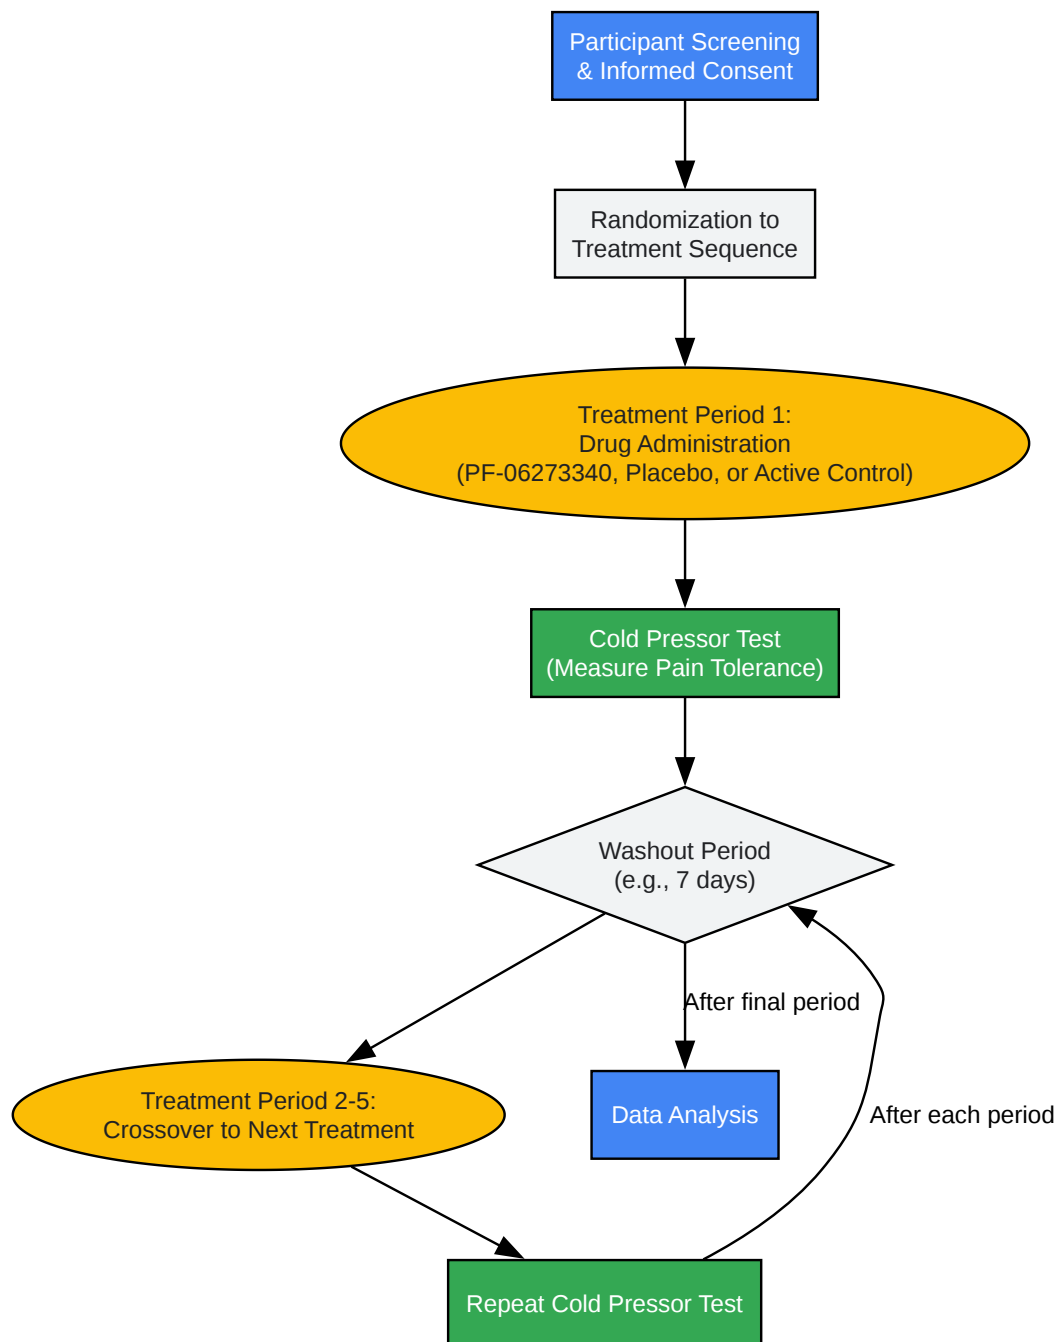 Participant Screening
& Informed Consent
Randomization to
Treatment Sequence
Treatment Period 1:
Drug Administration
(PF-06273340, Placebo, or Active Control)
Cold Pressor Test
(Measure Pain Tolerance)
Washout Period
(e.g., 7 days)
After final period
Treatment Period 2-5:
Crossover to Next Treatment
Data Analysis
After each period
Repeat Cold Pressor Test